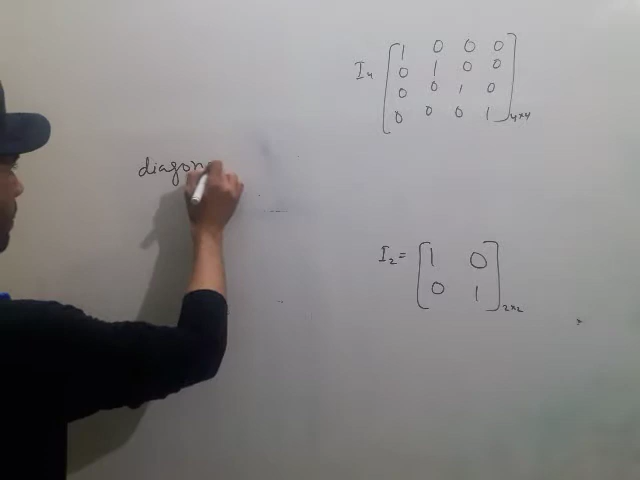 I₄ [1 0 0 0
0 1 0 0
0 0 1 0
0 0 0 1]₄ₓ₄
diagon
I₂ = [1 0
0 1]₂ₓ₂